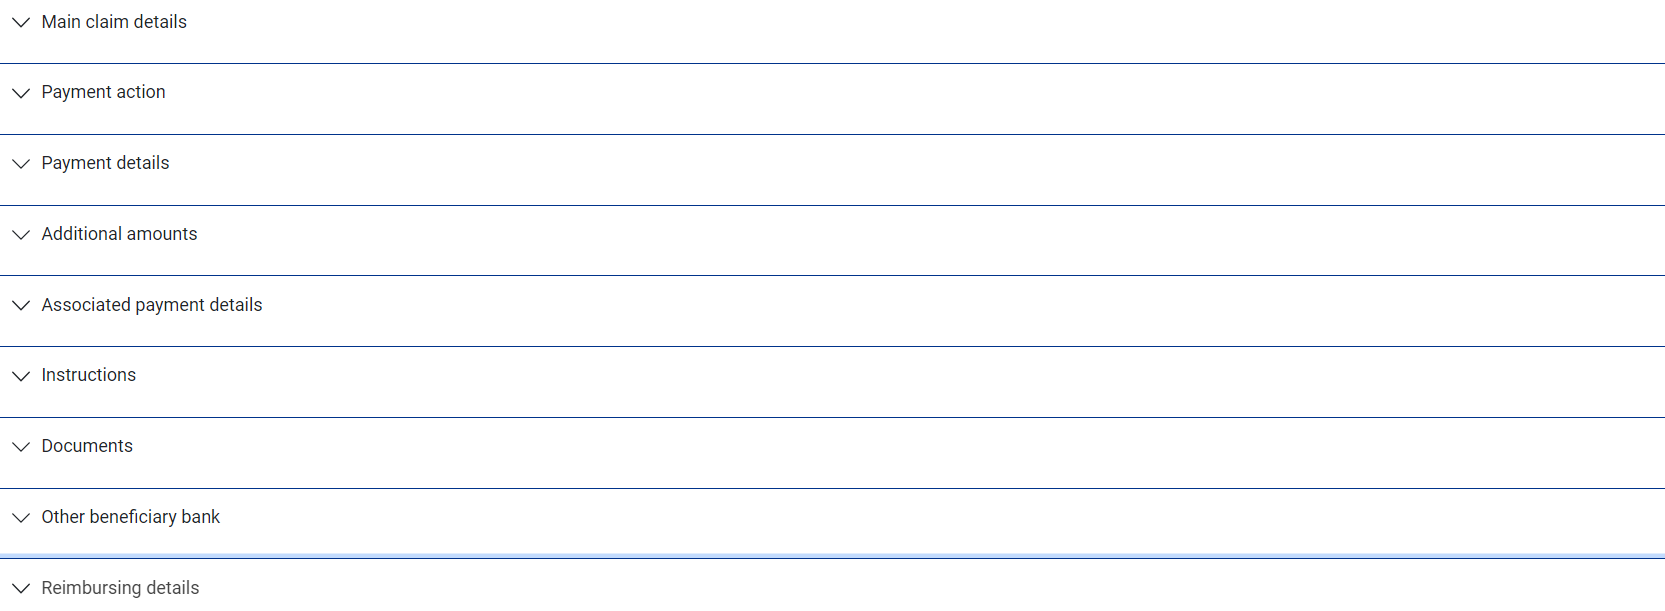 Main claim details
Payment action
Payment details
Additional amounts
Associated payment details
Instructions
Documents
Other beneficiary bank
Reimbursing details